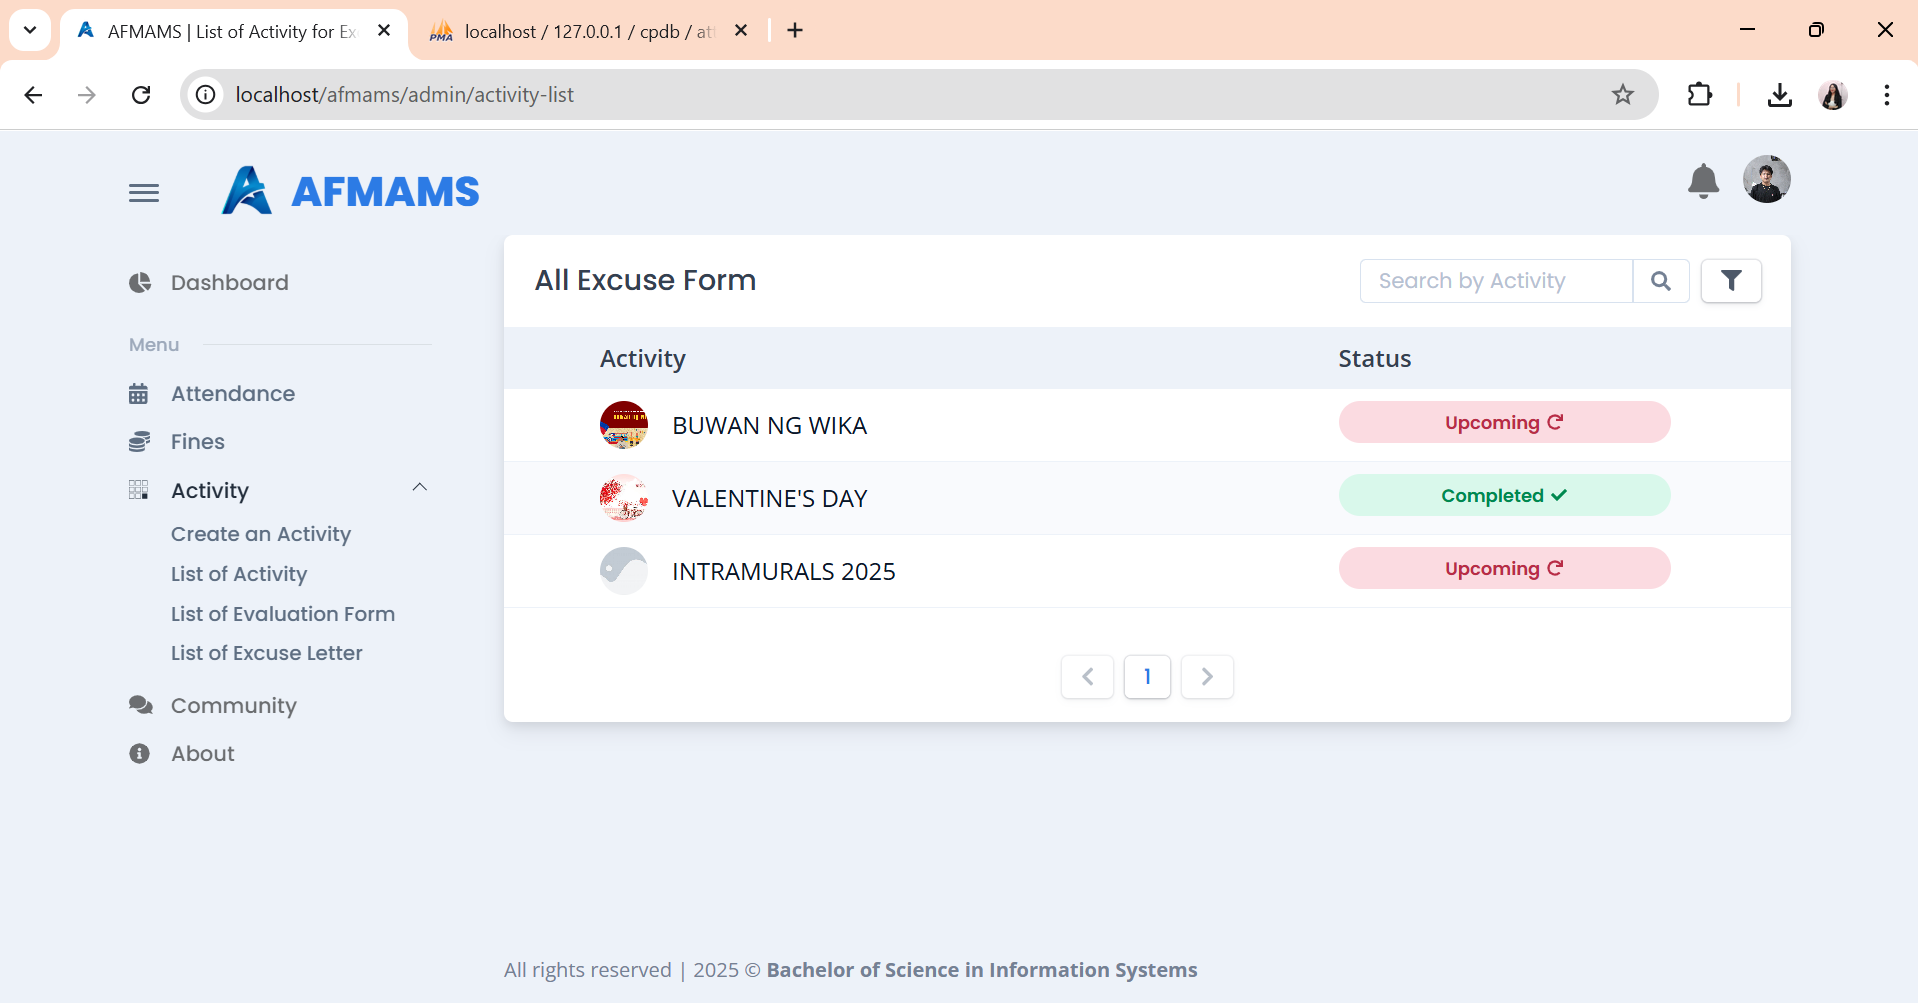 AFMAMS | List of Activity for Ex
localhost / 127.0.0.1 / cpdb / at
localhost/afmams/admin/activity-list
AFMAMS
Dashboard
Menu
Attendance
Fines
Activity
Create an Activity
List of Activity
List of Evaluation Form
List of Excuse Letter
Community
About
All Excuse Form
Search by Activity
Activity Status
BUWAN NG WIKA Upcoming
VALENTINE'S DAY Completed
INTRAMURALS 2025 Upcoming
1
All rights reserved | 2025 © Bachelor of Science in Information Systems